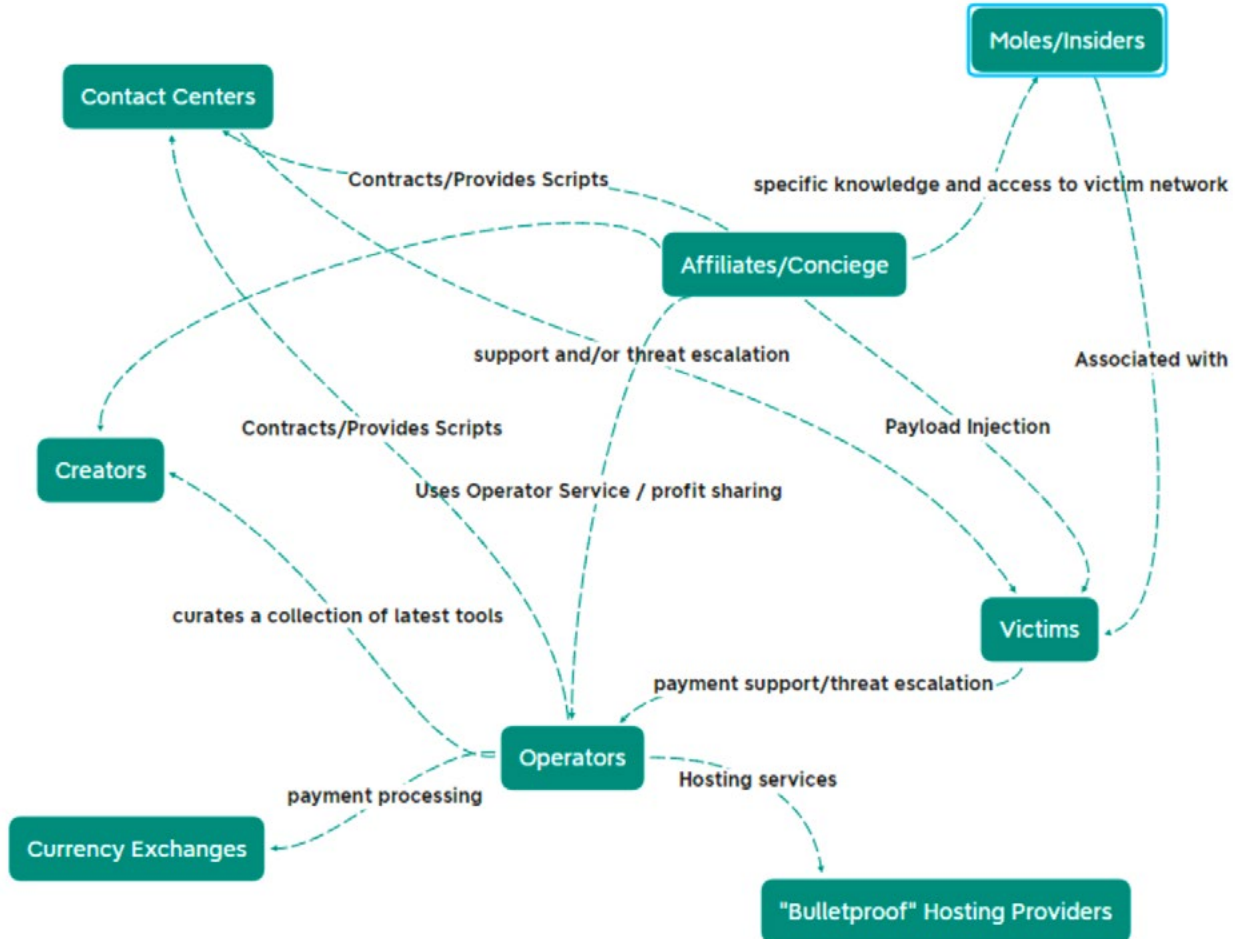 Moles/Insiders
Contact Centers
Contracts/Provides Scripts
specific knowledge and access to victim network
Affiliates/Conciege
support and/or threat escalation
Associated with
Contracts/Provides Scripts
Payload Injection
Creators
Uses Operator Service / profit sharing
curates a collection of latest tools
Victims
payment support/threat escalation
Operators
Hosting services
payment processing
Currency Exchanges
"Bulletproof" Hosting Providers